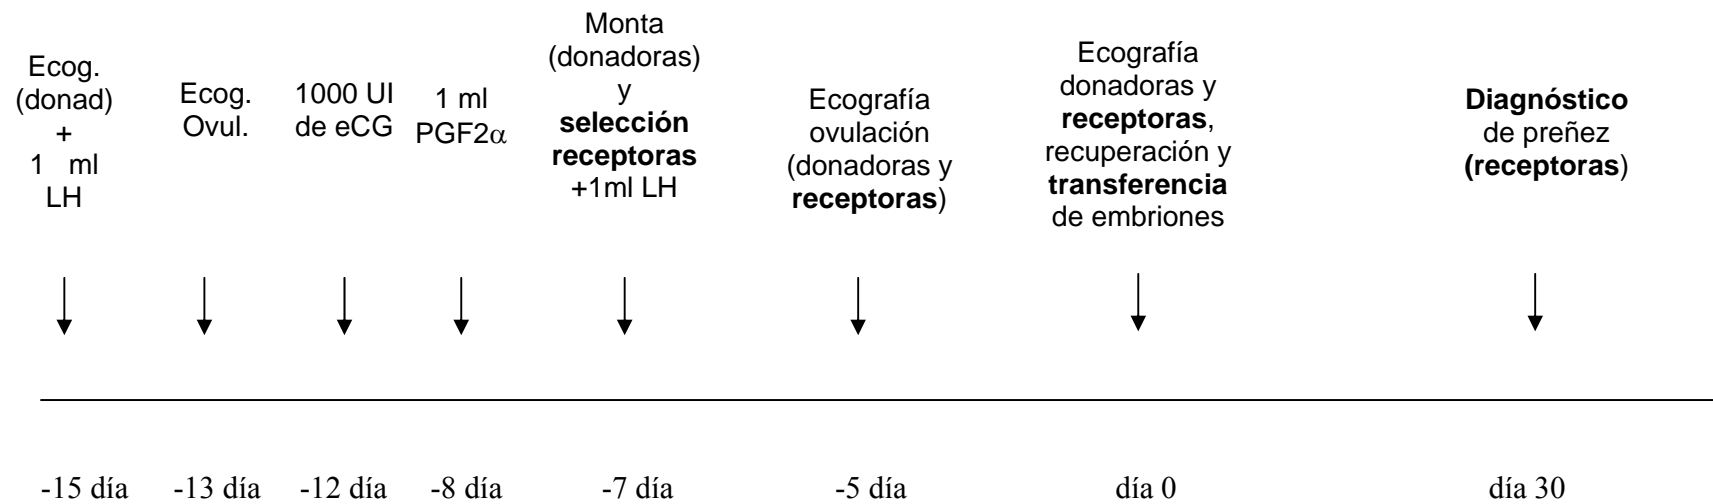 Ecog.
(donad)
+
1 ml
LH
Ecog.
Ovul.
1000 UI
de eCG
1 ml
PGF2α
Monta
(donadoras)
y
selección
receptoras
+1ml LH
Ecografía
ovulación
(donadoras y
receptoras)
Ecografía
donadoras y
receptoras,
recuperación y
transferencia
de embriones
Diagnóstico
de preñez
(receptoras)
-15 día -13 día -12 día -8 día -7 día -5 día día 0 día 30